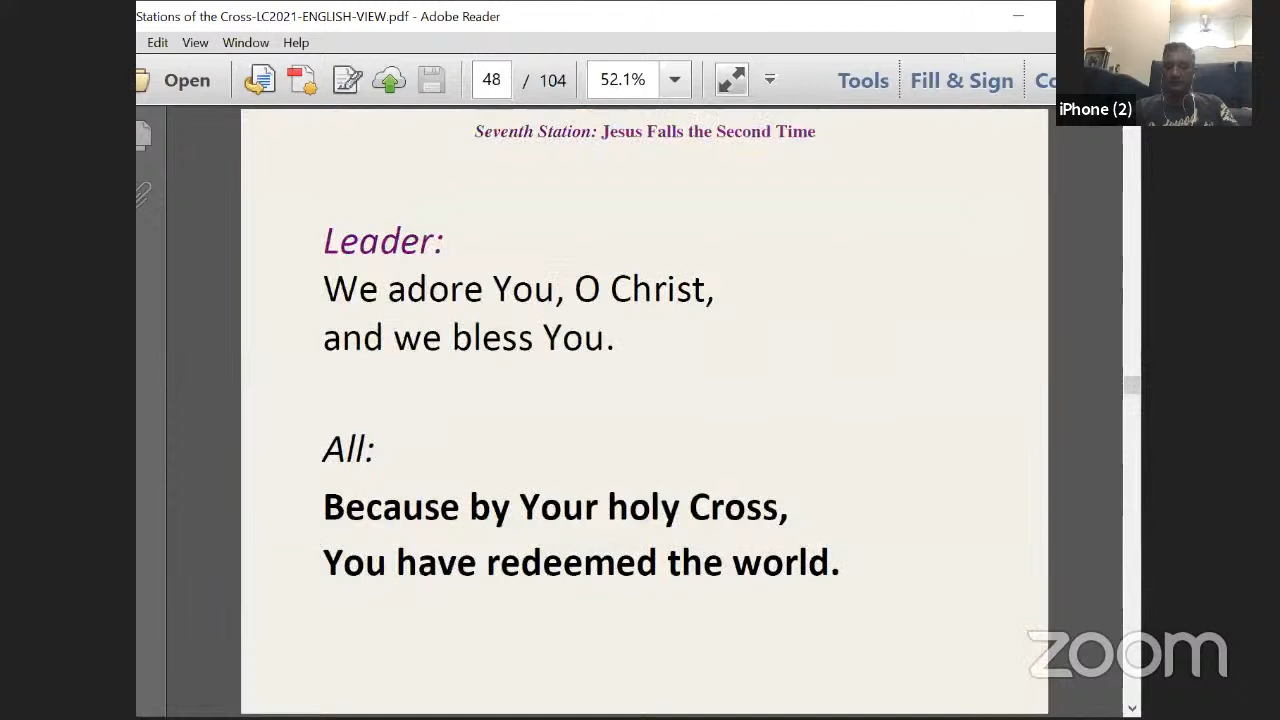 Stations of the Cross-LC2021-ENGLISH-VIEW.pdf - Adobe Reader
Edit View Window Help
Open 48 / 104 52.1% Tools Fill & Sign Co
iPhone (2)
Seventh Station: Jesus Falls the Second Time
Leader:
We adore You, O Christ,
and we bless You.
All:
Because by Your holy Cross,
You have redeemed the world.
zoom